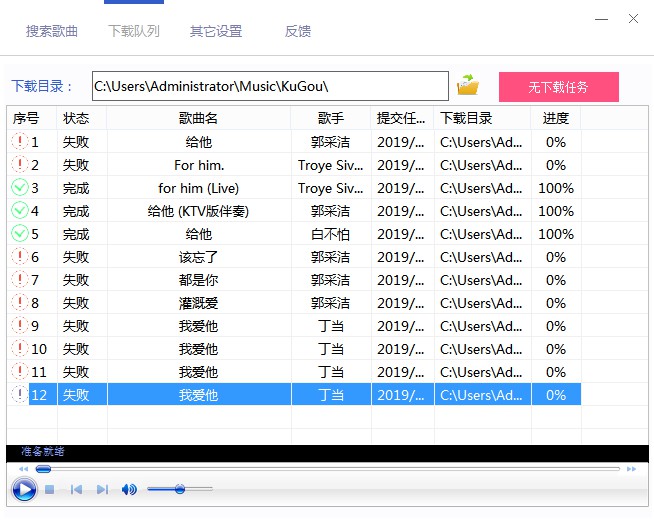 搜索歌曲 下载队列 其它设置 反馈
下载目录： C:\Users\Administrator\Music\KuGou\ 无下载任务
序号 状态 歌曲名 歌手 提交任... 下载目录 进度
1 失败 给他 郭采洁 2019/... C:\Users\Ad... 0%
2 失败 For him. Troye Siv... 2019/... C:\Users\Ad... 0%
3 完成 for him (Live) Troye Siv... 2019/... C:\Users\Ad... 100%
4 完成 给他 (KTV版伴奏) 郭采洁 2019/... C:\Users\Ad... 100%
5 完成 给他 白不怕 2019/... C:\Users\Ad... 100%
6 失败 该忘了 郭采洁 2019/... C:\Users\Ad... 0%
7 失败 都是你 郭采洁 2019/... C:\Users\Ad... 0%
8 失败 灌溉爱 郭采洁 2019/... C:\Users\Ad... 0%
9 失败 我爱他 丁当 2019/... C:\Users\Ad... 0%
10 失败 我爱他 丁当 2019/... C:\Users\Ad... 0%
11 失败 我爱他 丁当 2019/... C:\Users\Ad... 0%
12 失败 我爱他 丁当 2019/... C:\Users\Ad... 0%
准备就绪